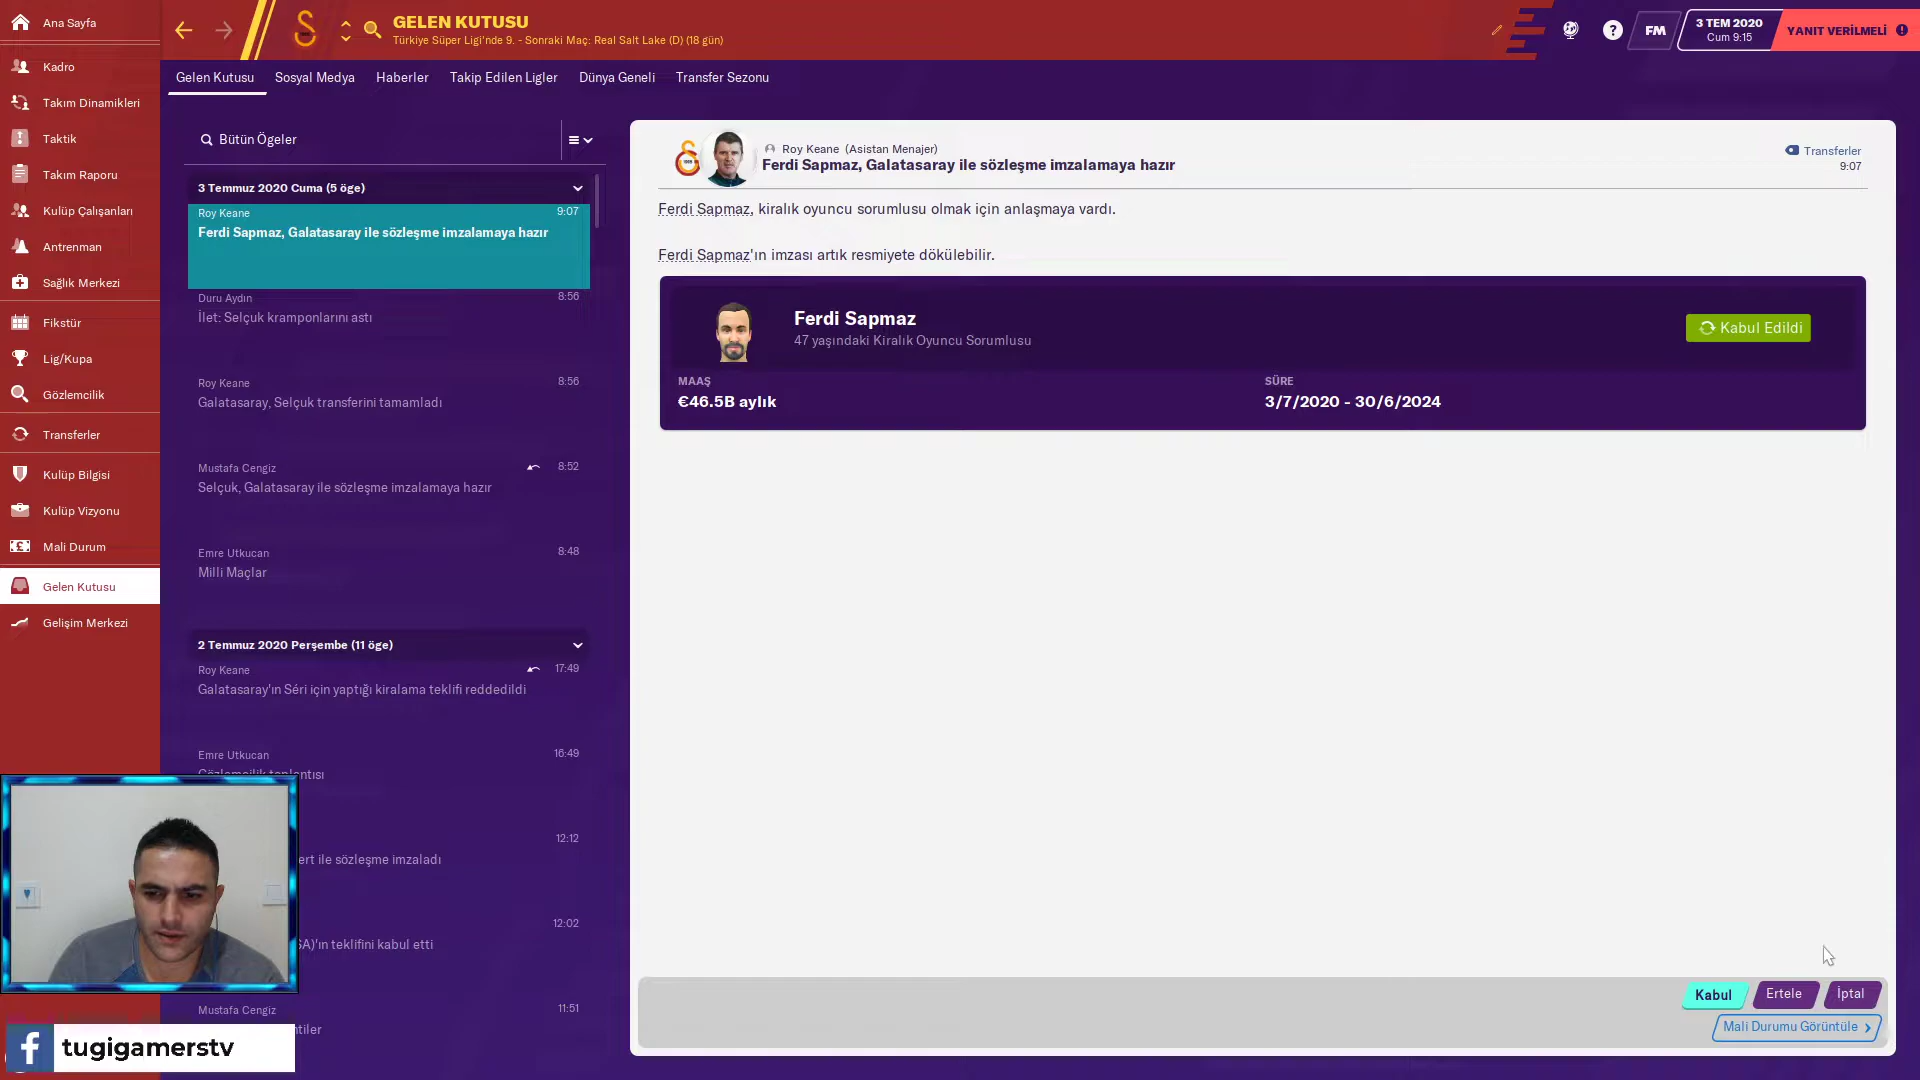 Ana Sayfa
Kadro
Takım Dinamikleri
Taktik
Takım Raporu
Kulüp Çalışanları
Antrenman
Sağlık Merkezi
Fikstür
Lig/Kupa
Gözlemcilik
Transferler
Kulüp Bilgisi
Kulüp Vizyonu
Mali Durum
Gelen Kutusu
Gelişim Merkezi
GELEN KUTUSU
Türkiye Süper Ligi'nde 9. - Sonraki Maç: Real Salt Lake (D) (18 gün)
?
FM
3 TEM 2020
Cum 9:15
YANIT VERİLMELİ
Gelen Kutusu Sosyal Medya Haberler Takip Edilen Ligler Dünya Geneli Transfer Sezonu
Bütün Ögeler
3 Temmuz 2020 Cuma (5 öge)
Roy Keane 9:07
Ferdi Sapmaz, Galatasaray ile sözleşme imzalamaya hazır
Duru Aydın 8:56
İlet: Selçuk kramponlarını astı
Roy Keane 8:56
Galatasaray, Selçuk transferini tamamladı
Mustafa Cengiz 8:52
Selçuk, Galatasaray ile sözleşme imzalamaya hazır
Emre Utkucan 8:48
Milli Maçlar
2 Temmuz 2020 Perşembe (11 öge)
Roy Keane 17:49
Galatasaray'ın Séri için yaptığı kiralama teklifi reddedildi
Emre Utkucan 16:49
Gözlemcilik toplantısı
12:12
ert ile sözleşme imzaladı
12:02
SA)'ın teklifini kabul etti
Mustafa Cengiz 11:51
ntiler
tugigamerstv
Roy Keane (Asistan Menajer)
Ferdi Sapmaz, Galatasaray ile sözleşme imzalamaya hazır
Transferler
9:07
Ferdi Sapmaz, kiralık oyuncu sorumlusu olmak için anlaşmaya vardı.
Ferdi Sapmaz'ın imzası artık resmiyete dökülebilir.
Ferdi Sapmaz
47 yaşındaki Kiralık Oyuncu Sorumlusu
Kabul Edildi
MAAŞ SÜRE
€46.5B aylık 3/7/2020 - 30/6/2024
Kabul Ertele İptal
Mali Durumu Görüntüle